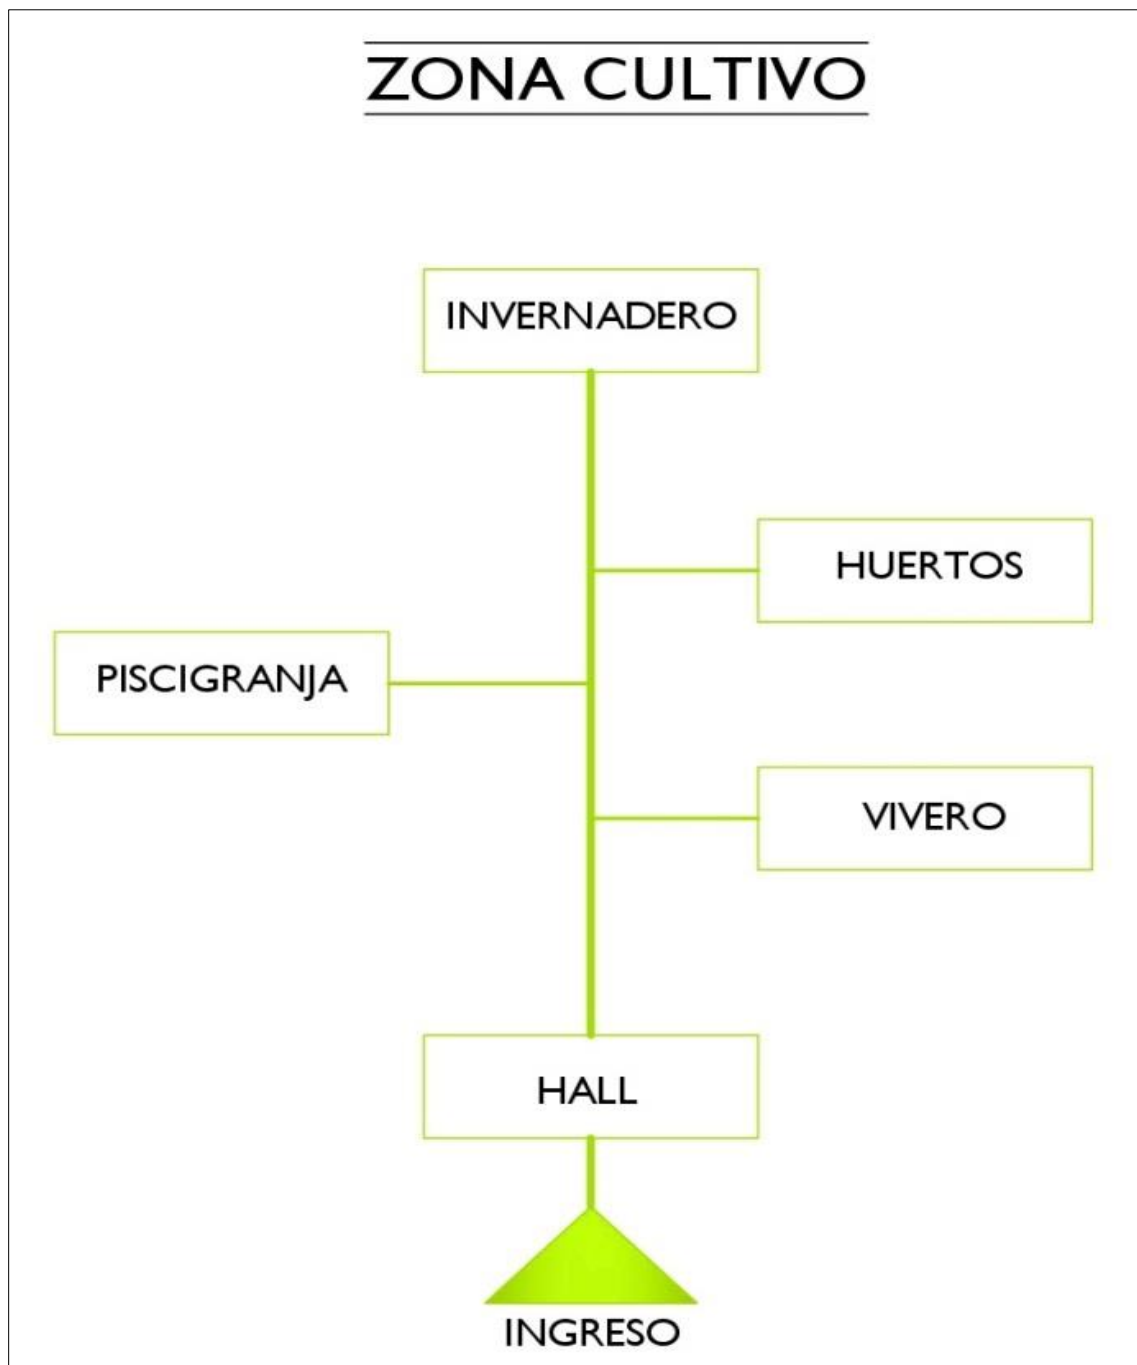 ZONA CULTIVO
INVERNADERO
HUERTOS
PISCIGRANJA
VIVERO
HALL
INGRESO